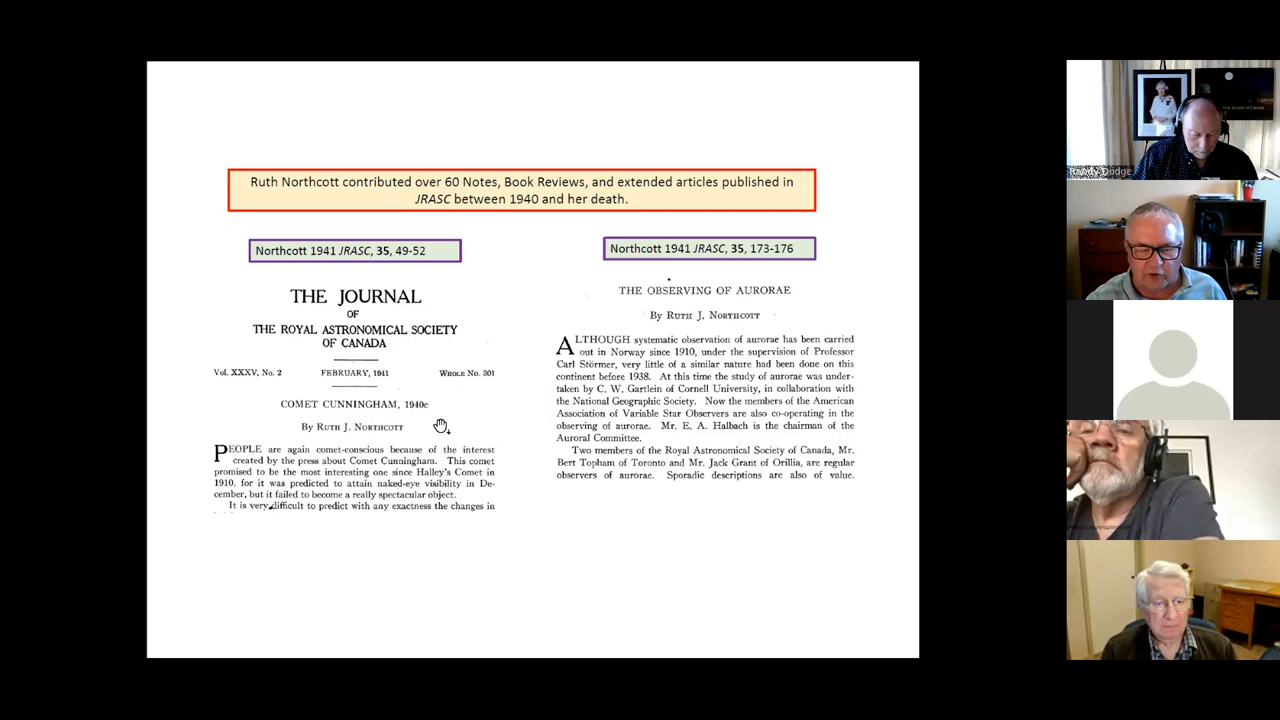 Ruth Northcott contributed over 60 Notes, Book Reviews, and extended articles published in
JRASC between 1940 and her death.
Northcott 1941 JRASC, 35, 49-52
THE JOURNAL
OF
THE ROYAL ASTRONOMICAL SOCIETY
OF CANADA
Vol. XXXV, No. 2 FEBRUARY, 1941 WHOLE No. 301
COMET CUNNINGHAM, 1940c
By RUTH J. NORTHCOTT
PEOPLE are again comet-conscious because of the interest
created by the press about Comet Cunningham. This comet
promised to be the most interesting one since Halley's Comet in
1910, for it was predicted to attain naked-eye visibility in De-
cember, but it failed to become a really spectacular object.
It is very difficult to predict with any exactness the changes in
Northcott 1941 JRASC, 35, 173-176
THE OBSERVING OF AURORAE
By RUTH J. NORTHCOTT
ALTHOUGH systematic observation of aurorae has been carried
out in Norway since 1910, under the supervision of Professor
Carl Störmer, very little of a similar nature had been done on this
continent before 1938. At this time the study of aurorae was under-
taken by C. W. Gartlein of Cornell University, in collaboration with
the National Geographic Society. Now the members of the American
Association of Variable Star Observers are also co-operating in the
observing of aurorae. Mr. E. A. Halbach is the chairman of the
Auroral Committee.
Two members of the Royal Astronomical Society of Canada, Mr.
Bert Topham of Toronto and Mr. Jack Grant of Orillia, are regular
observers of aurorae. Sporadic descriptions are also of value.
Randy Dodge
Society of Canada